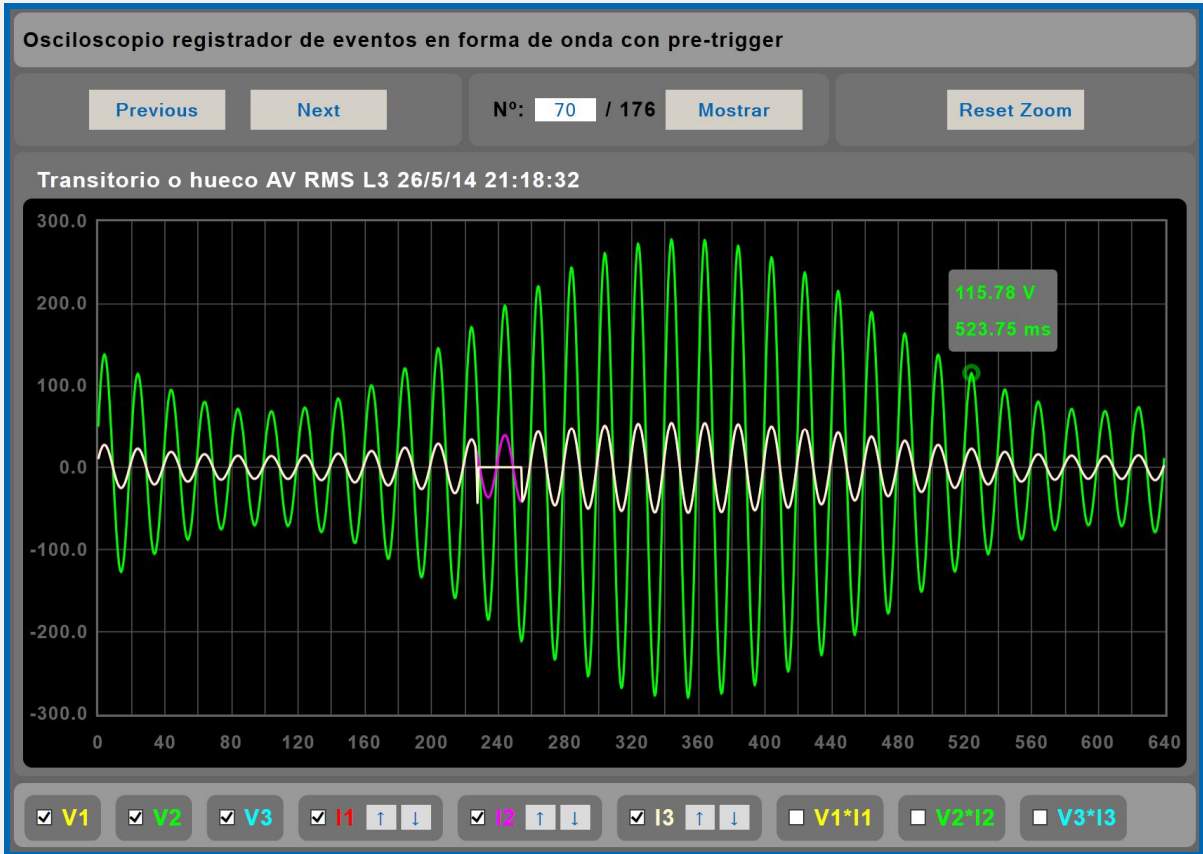 Osciloscopio registrador de eventos en forma de onda con pre-trigger
Previous Next Nº: 70 / 176 Mostrar Reset Zoom
Transitorio o hueco AV RMS L3 26/5/14 21:18:32
300.0
200.0
115.78 V
523.75 ms
100.0
0.0
-100.0
-200.0
-300.0
0 40 80 120 160 200 240 280 320 360 400 440 480 520 560 600 640
V1 V2 V3 I1 ↑ ↓ I2 ↑ ↓ I3 ↑ ↓ V1*I1 V2*I2 V3*I3